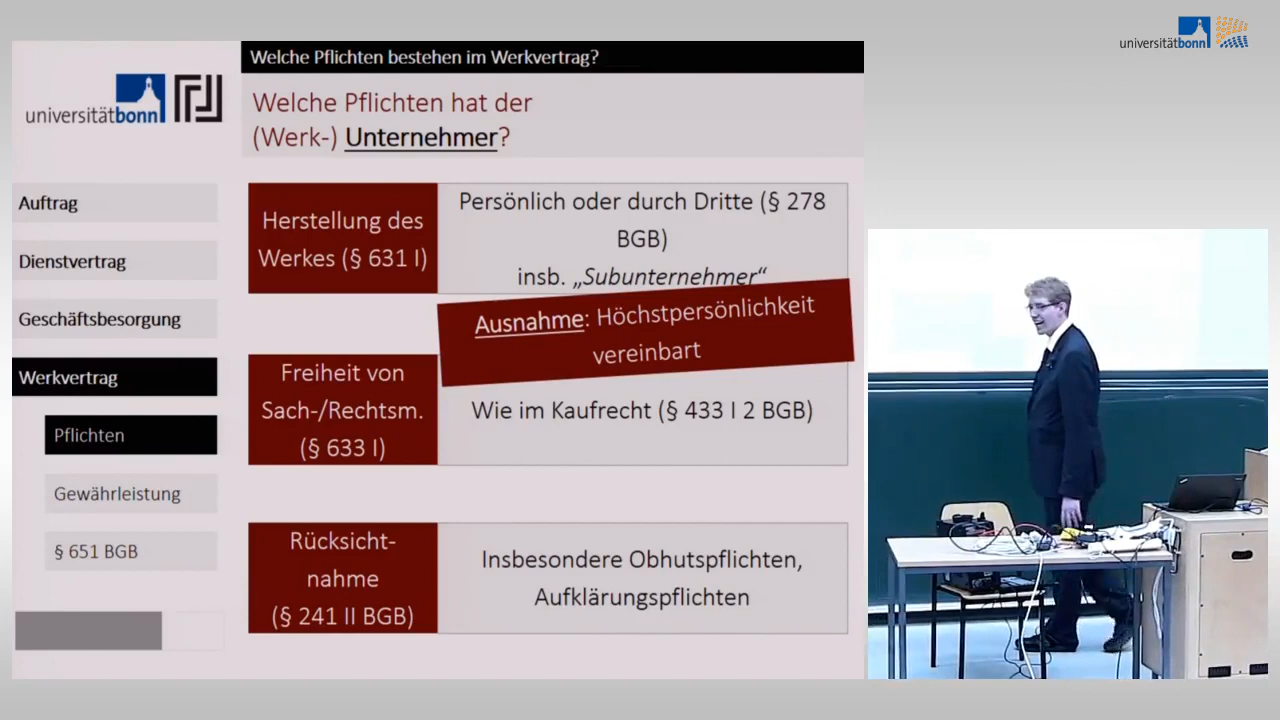 universitätbonn
Welche Pflichten bestehen im Werkvertrag?
universitätbonn
Welche Pflichten hat der
(Werk-) Unternehmer?
Auftrag
Dienstvertrag
Geschäftsbesorgung
Werkvertrag
Pflichten
Gewährleistung
§ 651 BGB
Herstellung des
Werkes (§ 631 I)
Persönlich oder durch Dritte (§ 278
BGB)
insb. „Subunternehmer“
Ausnahme: Höchstpersönlichkeit
vereinbart
Freiheit von
Sach-/Rechtsm.
(§ 633 I)
Wie im Kaufrecht (§ 433 I 2 BGB)
Rücksicht-
nahme
(§ 241 II BGB)
Insbesondere Obhutspflichten,
Aufklärungspflichten